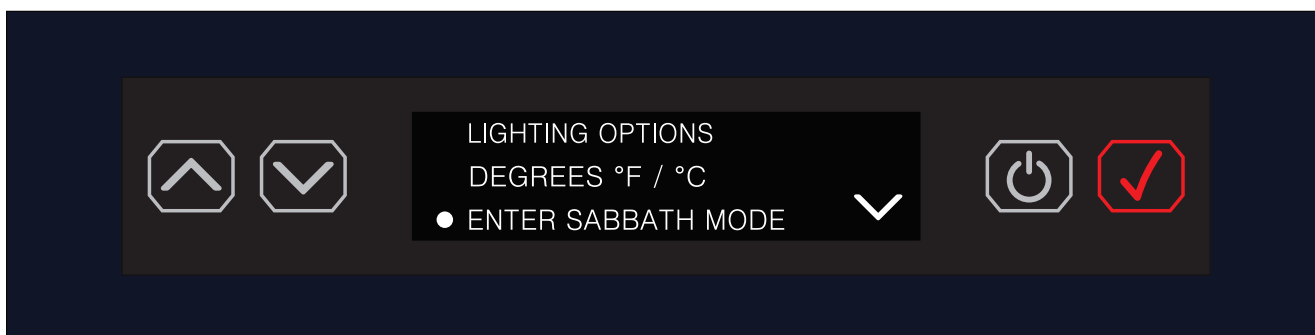 LIGHTING OPTIONS
DEGREES °F / °C
ENTER SABBATH MODE